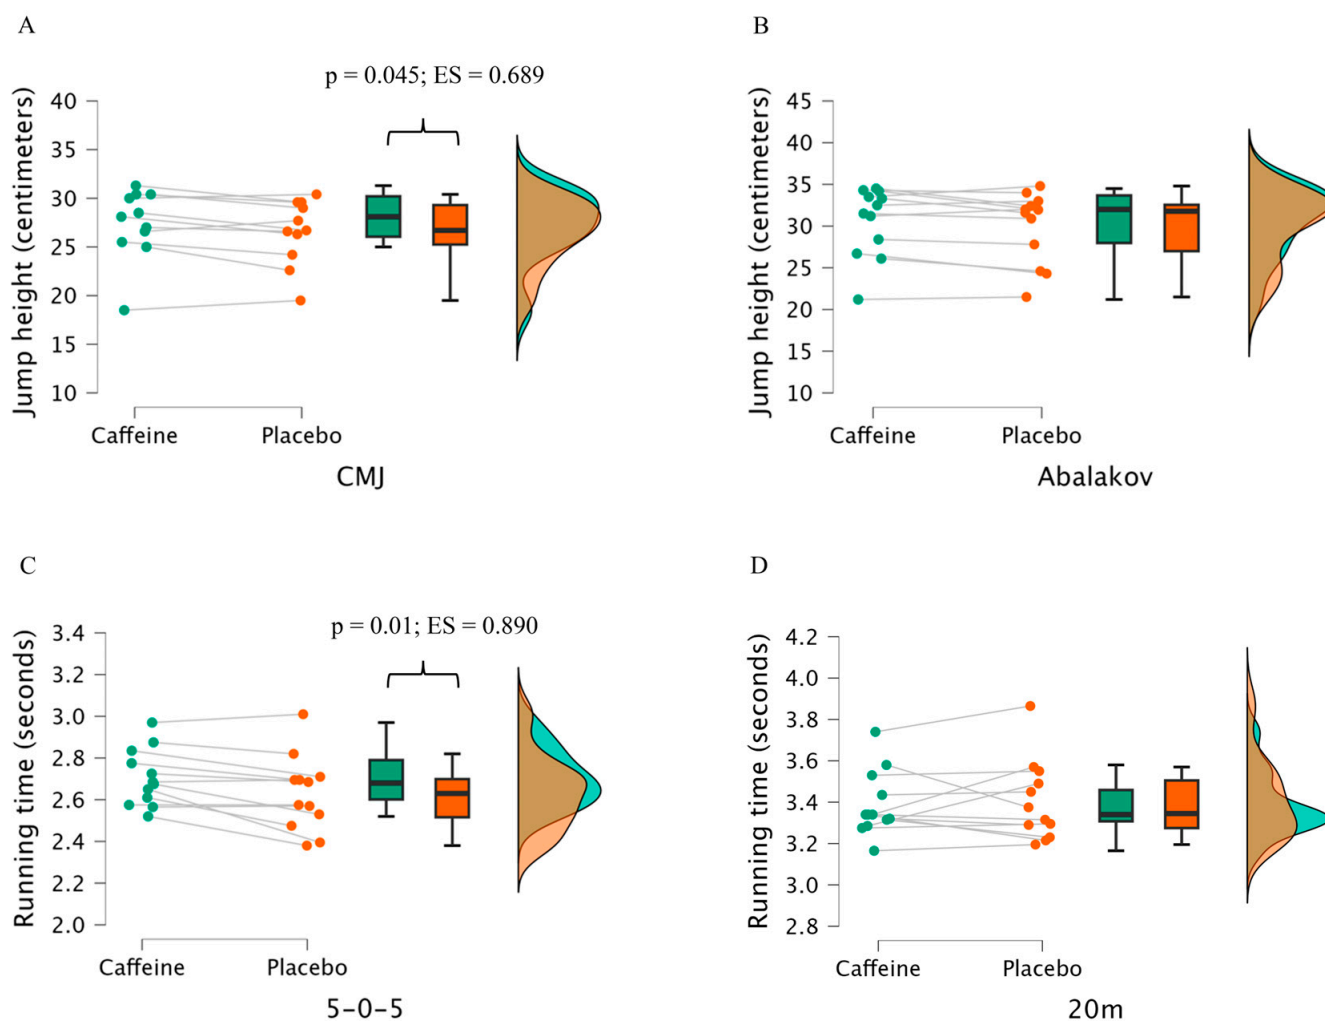 A
p = 0.045; ES = 0.689
Jump height (centimeters)
40
35
30
25
20
15
10
Caffeine
Placebo
CMJ
B
Jump height (centimeters)
45
40
35
30
25
20
15
10
Caffeine
Placebo
Abalakov
C
p = 0.01; ES = 0.890
Running time (seconds)
3.4
3.2
3.0
2.8
2.6
2.4
2.2
2.0
Caffeine
Placebo
5-0-5
D
Running time (seconds)
4.2
4.0
3.8
3.6
3.4
3.2
3.0
2.8
Caffeine
Placebo
20m